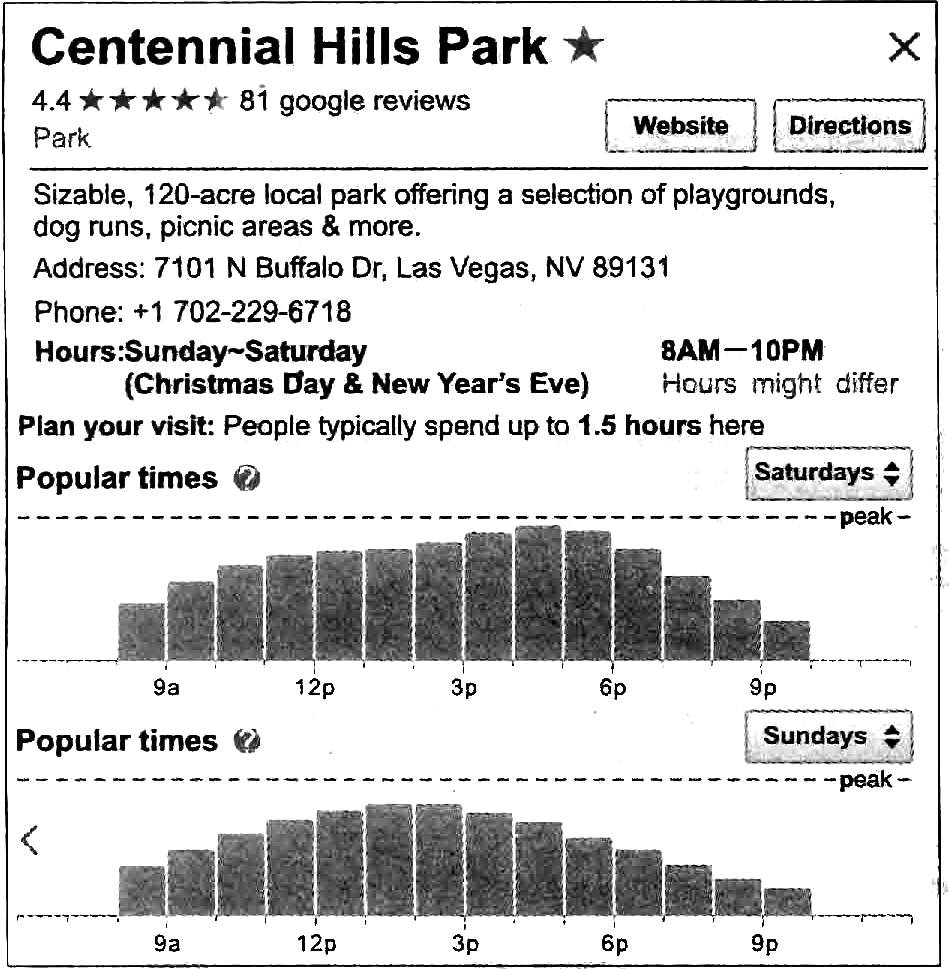 Centennial Hills Park ★
4.4 ★★★★★ 81 google reviews
Park
Website
Directions
Sizable, 120-acre local park offering a selection of playgrounds,
dog runs, picnic areas & more.
Address: 7101 N Buffalo Dr, Las Vegas, NV 89131
Phone: +1 702-229-6718
Hours:Sunday~Saturday 8AM—10PM
(Christmas Day & New Year's Eve) Hours might differ
Plan your visit: People typically spend up to 1.5 hours here
Popular times ? Saturdays
peak
9a 12p 3p 6p 9p
Popular times ? Sundays
peak
9a 12p 3p 6p 9p